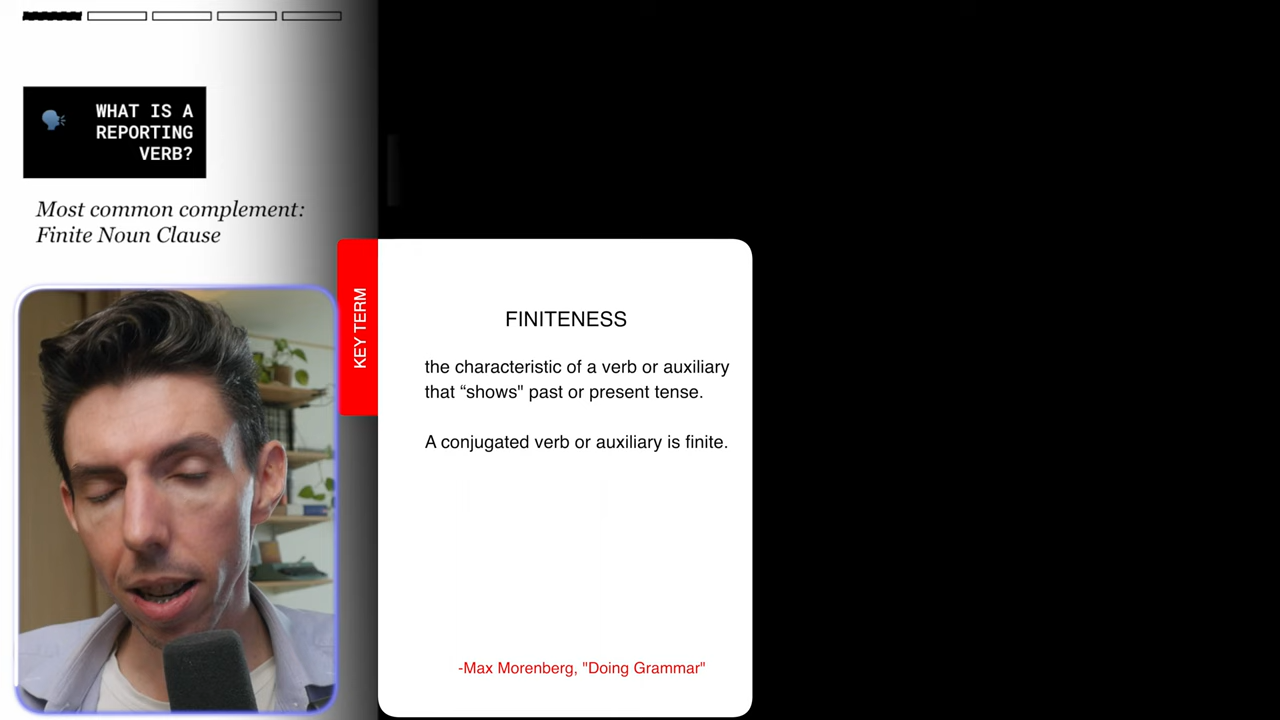 WHAT IS A
REPORTING
VERB?
Most common complement:
Finite Noun Clause
KEY TERM
FINITENESS
the characteristic of a verb or auxiliary
that “shows" past or present tense.
A conjugated verb or auxiliary is finite.
-Max Morenberg, "Doing Grammar"